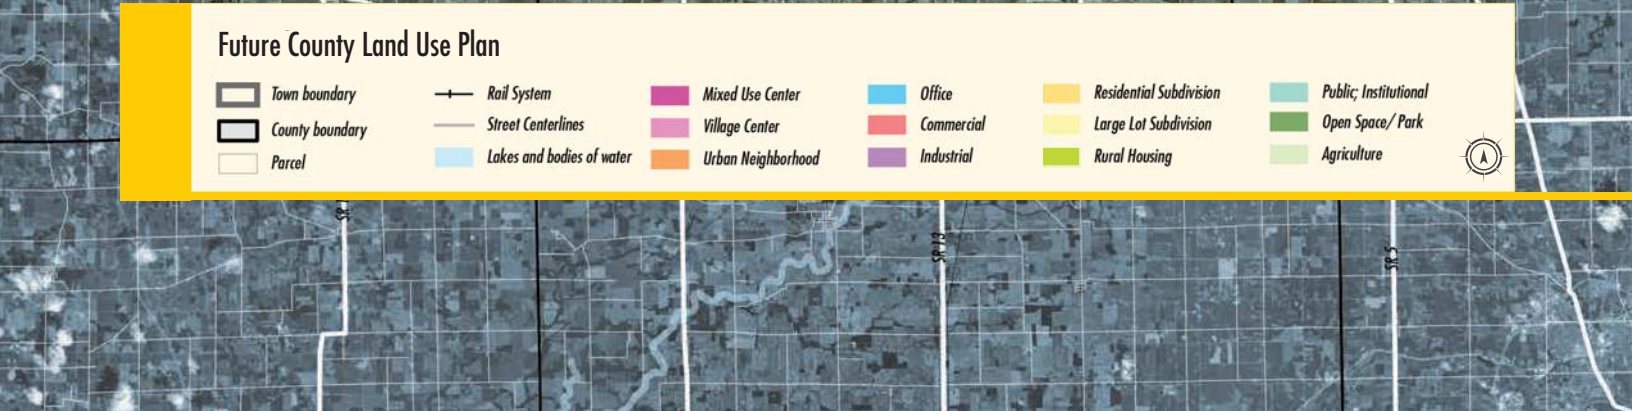 Future County Land Use Plan
Town boundary
County boundary
Parcel
Rail System
Street Centerlines
Lakes and bodies of water
Mixed Use Center
Village Center
Urban Neighborhood
Office
Commercial
Industrial
Residential Subdivision
Large Lot Subdivision
Rural Housing
Public; Institutional
Open Space/ Park
Agriculture
SR 13
SR 5